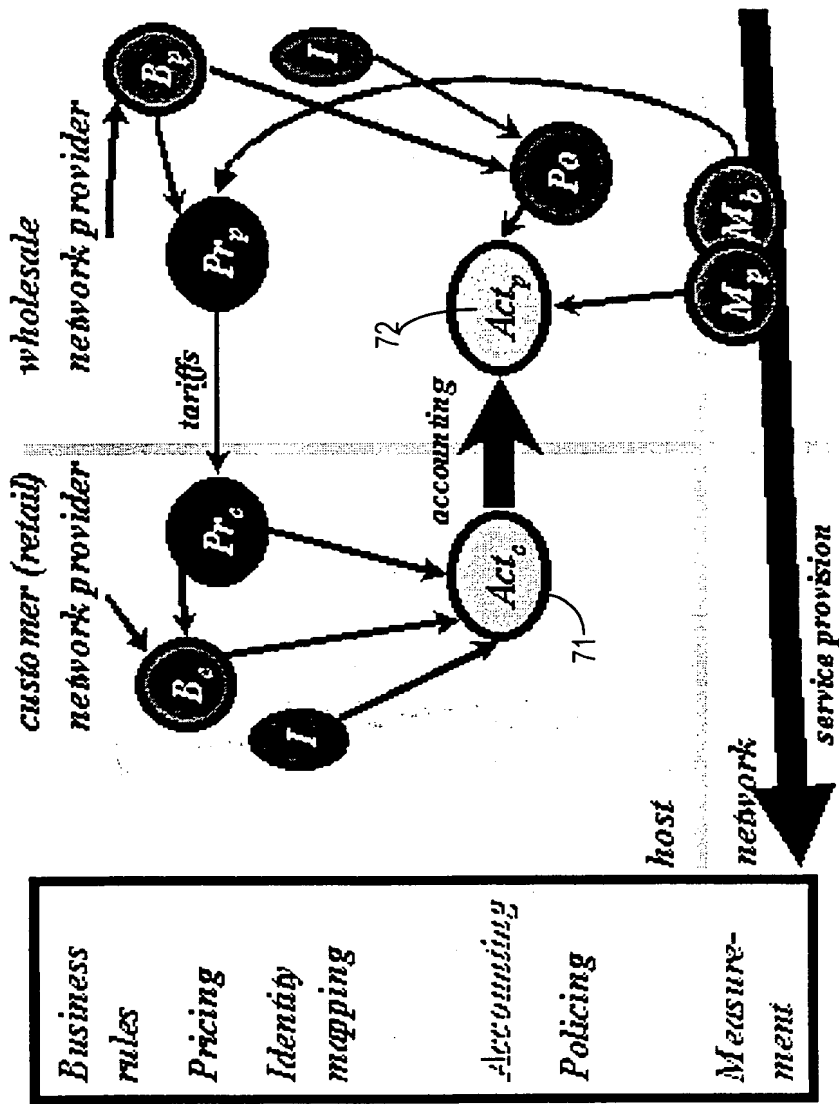 customer (retail)
network provider
wholesale
network provider
Business
rules
Pricing
Identity
mapping
Accounting
Policing
Measure-
ment
B_c
Pr_c
tariffs
Pr_p
B_p
I
I
accounting
72
Act_c
Act_p
Po
71
host
network
M_p
M_b
service provision